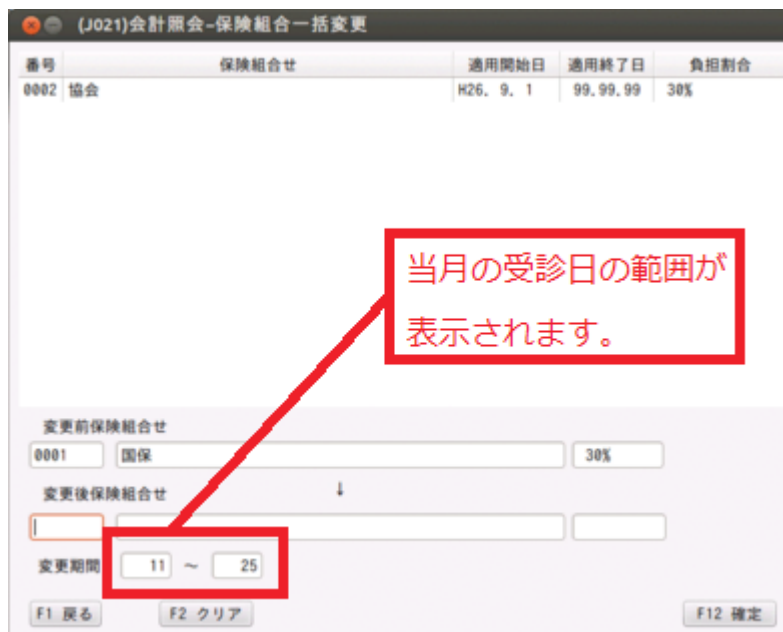 (J021)会計照会-保険組合一括変更
番号 保険組合せ 適用開始日 適用終了日 負担割合
0002 協会 H26. 9. 1 99.99.99 30%
当月の受診日の範囲が
表示されます。
変更前保険組合せ
0001 国保 30%
変更後保険組合せ ↓
変更期間 11 ～ 25
F1 戻る F2 クリア F12 確定